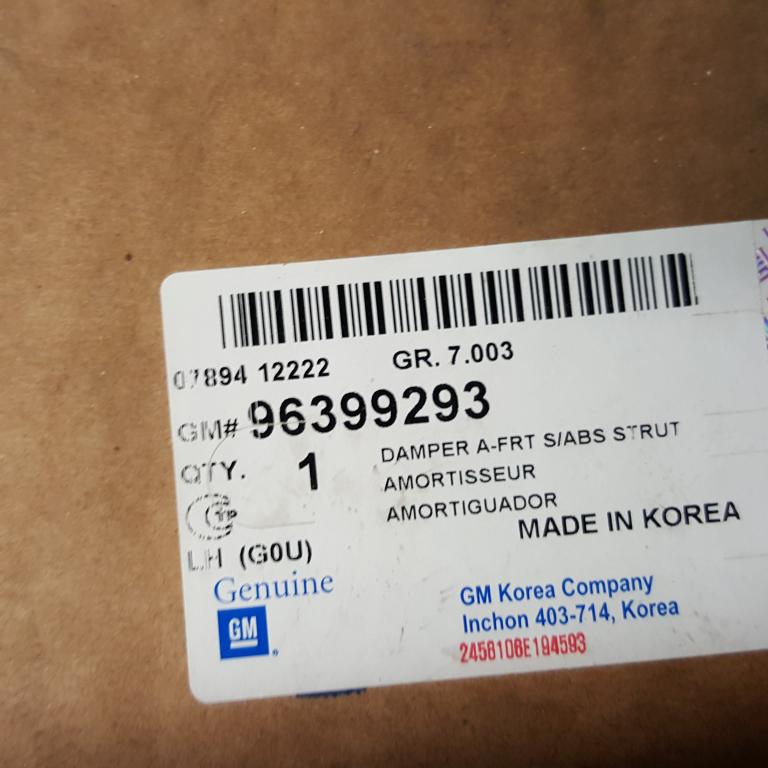 07894 12222 GR. 7.003
GM# 96399293
QTY. 1
DAMPER A-FRT S/ABS STRUT
AMORTISSEUR
AMORTIGUADOR
MADE IN KOREA
LH (G0U)
Genuine
GM
GM Korea Company
Inchon 403-714, Korea
2456106E194593